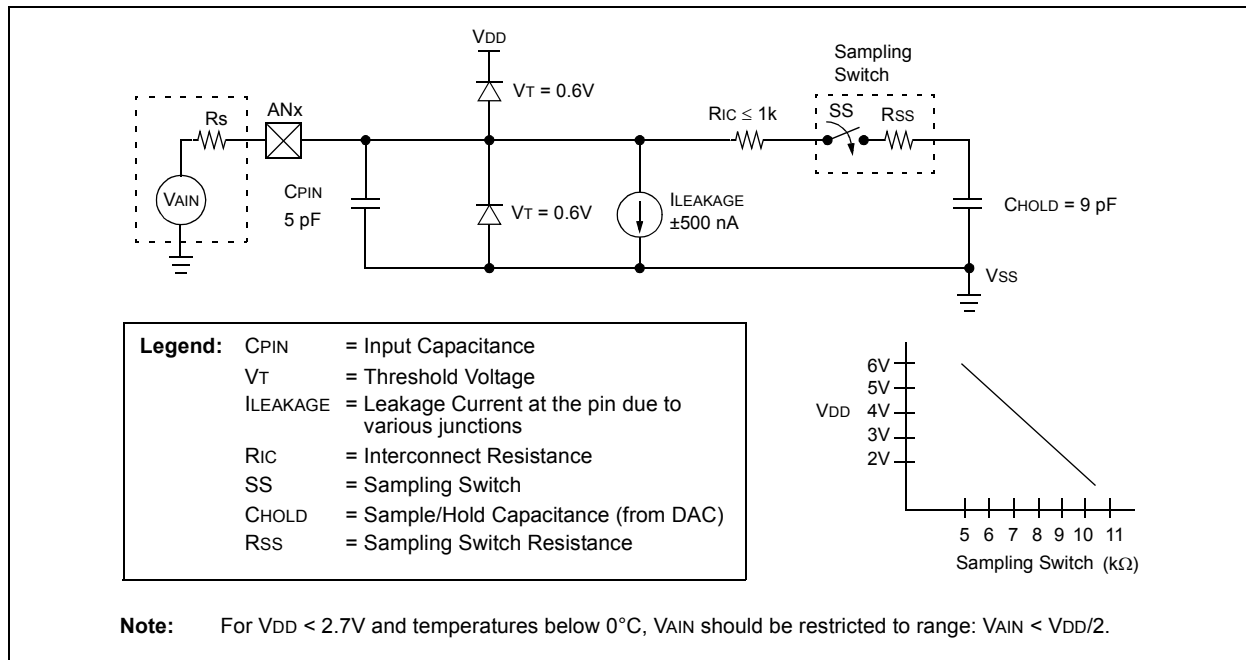 VDD
Sampling
Switch
VT = 0.6V
ANx
Rs
RIC ≤ 1k
SS
RSS
VAIN
CPIN
5 pF
VT = 0.6V
ILEAKAGE
±500 nA
CHOLD = 9 pF
VSS
Legend: CPIN = Input Capacitance
VT = Threshold Voltage
ILEAKAGE = Leakage Current at the pin due to
various junctions
RIC = Interconnect Resistance
SS = Sampling Switch
CHOLD = Sample/Hold Capacitance (from DAC)
RSS = Sampling Switch Resistance
6V
5V
VDD 4V
3V
2V
5 6 7 8 9 10 11
Sampling Switch (kΩ)
Note: For VDD < 2.7V and temperatures below 0°C, VAIN should be restricted to range: VAIN < VDD/2.